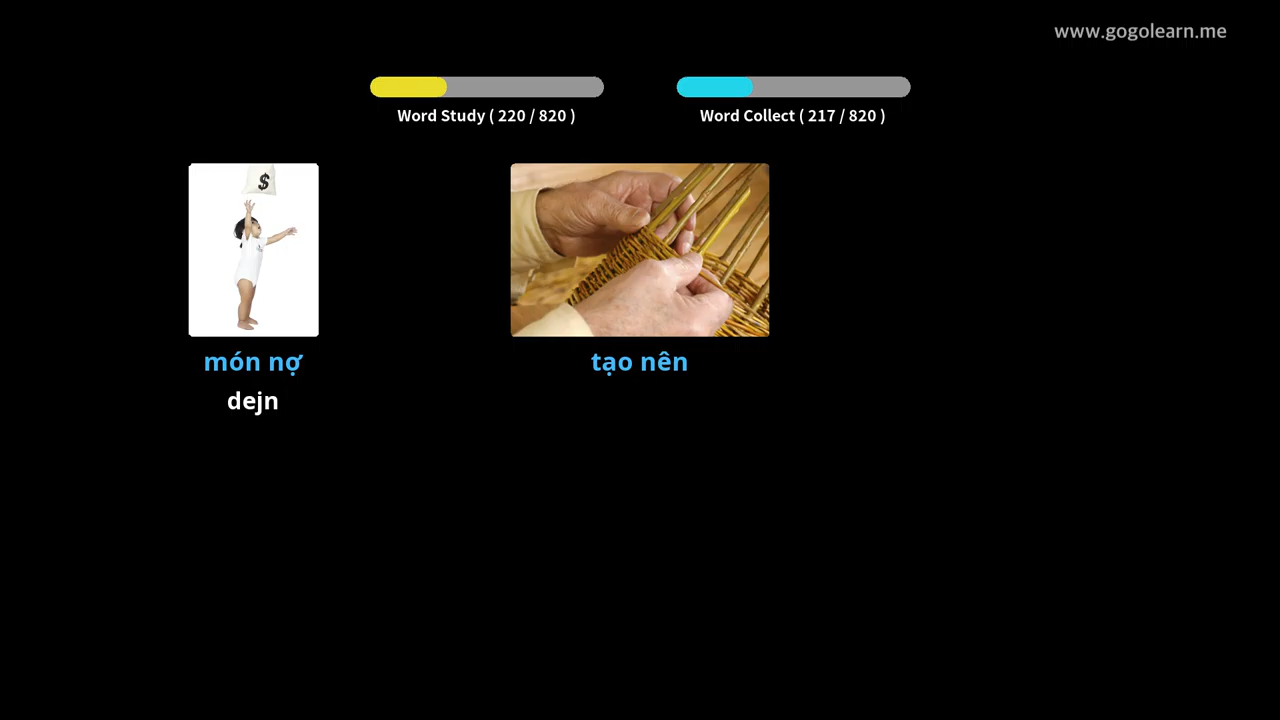 www.gogolearn.me
Word Study ( 220 / 820 )
Word Collect ( 217 / 820 )
$
món nợ
tạo nên
dejn